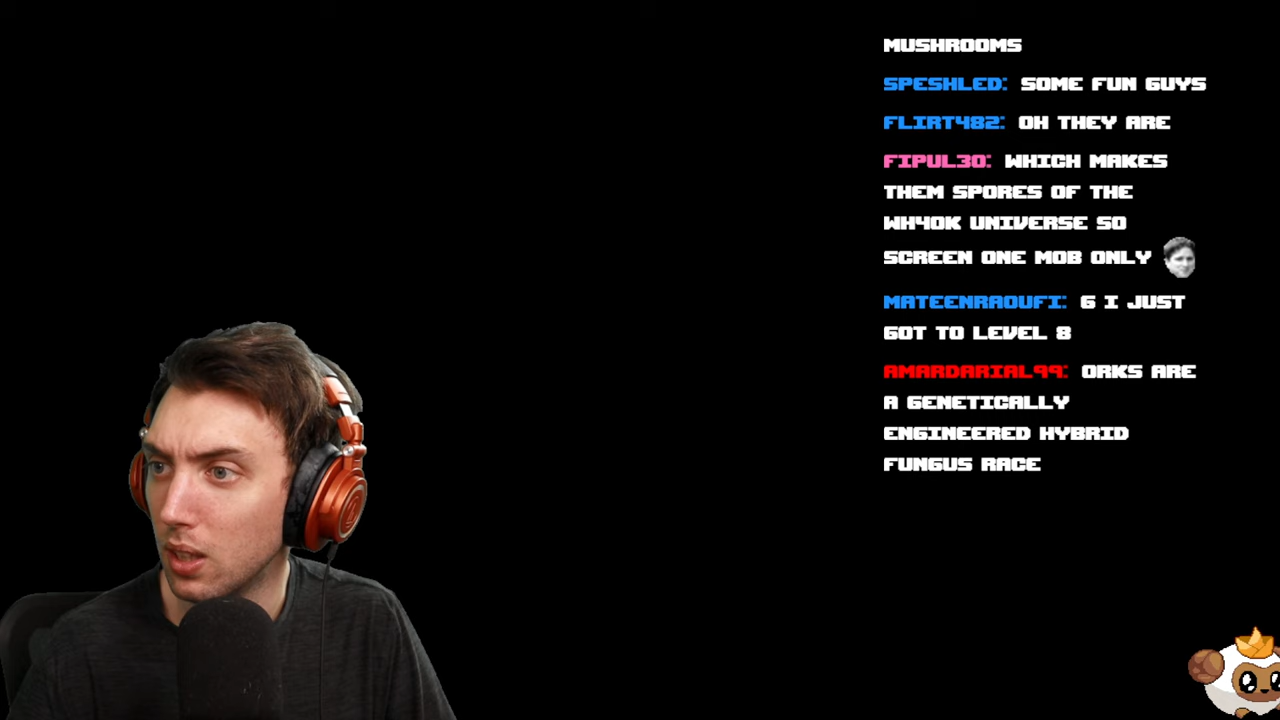 MUSHROOMS
SPESHLED: SOME FUN GUYS
FLIRT482: OH THEY ARE
FIPUL30: WHICH MAKES
THEM SPORES OF THE
WH40K UNIVERSE SO
SCREEN ONE MOB ONLY
MATEENRAOUFI: 6 I JUST
GOT TO LEVEL 8
AMARDARIAL99: ORKS ARE
A GENETICALLY
ENGINEERED HYBRID
FUNGUS RACE